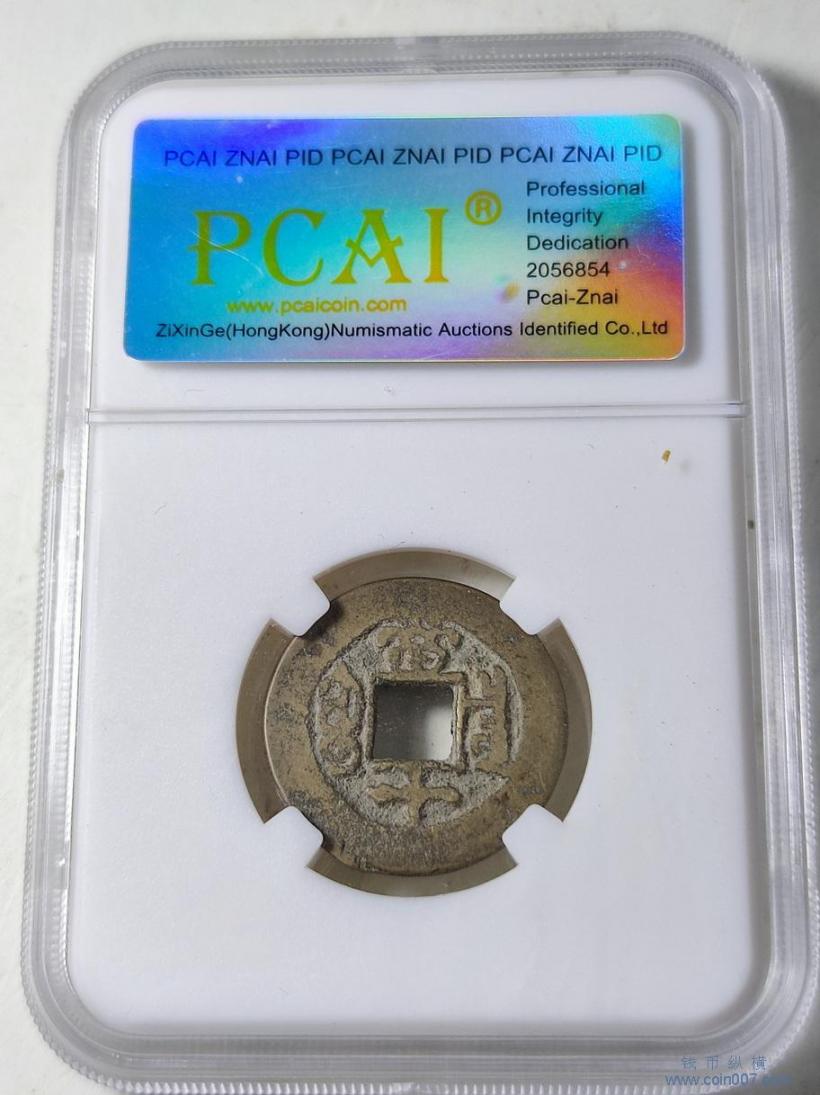 PCAI ZNAI PID PCAI ZNAI PID PCAI ZNAI PID
PCAI®
Professional
Integrity
Dedication
2056854
Pcai-Znai
www.pcaicoin.com
ZiXinGe(HongKong)Numismatic Auctions Identified Co.,Ltd
十
钱币纵横
www.coin007.com